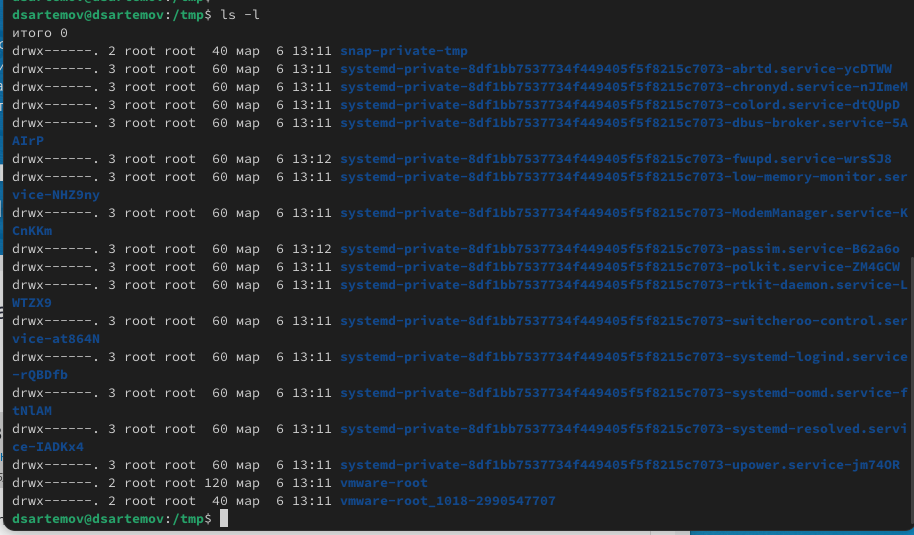 dsartemov@dsartemov:/tmp$ ls -l
итого 0
drwx------. 2 root root  40 мар  6 13:11 snap-private-tmp
drwx------. 3 root root  60 мар  6 13:11 systemd-private-8df1bb7537734f449405f5f8215c7073-abrtd.service-ycDTWW
drwx------. 3 root root  60 мар  6 13:11 systemd-private-8df1bb7537734f449405f5f8215c7073-chronyd.service-nJImeM
drwx------. 3 root root  60 мар  6 13:11 systemd-private-8df1bb7537734f449405f5f8215c7073-colord.service-dtQUpD
drwx------. 3 root root  60 мар  6 13:11 systemd-private-8df1bb7537734f449405f5f8215c7073-dbus-broker.service-5A
AIrP
drwx------. 3 root root  60 мар  6 13:12 systemd-private-8df1bb7537734f449405f5f8215c7073-fwupd.service-wrsSJ8
drwx------. 3 root root  60 мар  6 13:11 systemd-private-8df1bb7537734f449405f5f8215c7073-low-memory-monitor.ser
vice-NHZ9ny
drwx------. 3 root root  60 мар  6 13:11 systemd-private-8df1bb7537734f449405f5f8215c7073-ModemManager.service-K
CnKKm
drwx------. 3 root root  60 мар  6 13:12 systemd-private-8df1bb7537734f449405f5f8215c7073-passim.service-B62a6o
drwx------. 3 root root  60 мар  6 13:11 systemd-private-8df1bb7537734f449405f5f8215c7073-polkit.service-ZM4GCW
drwx------. 3 root root  60 мар  6 13:11 systemd-private-8df1bb7537734f449405f5f8215c7073-rtkit-daemon.service-L
WTZX9
drwx------. 3 root root  60 мар  6 13:11 systemd-private-8df1bb7537734f449405f5f8215c7073-switcheroo-control.ser
vice-at864N
drwx------. 3 root root  60 мар  6 13:11 systemd-private-8df1bb7537734f449405f5f8215c7073-systemd-logind.service
-rQBDfb
drwx------. 3 root root  60 мар  6 13:11 systemd-private-8df1bb7537734f449405f5f8215c7073-systemd-oomd.service-f
tNlAM
drwx------. 3 root root  60 мар  6 13:11 systemd-private-8df1bb7537734f449405f5f8215c7073-systemd-resolved.servi
ce-IADKx4
drwx------. 3 root root  60 мар  6 13:11 systemd-private-8df1bb7537734f449405f5f8215c7073-upower.service-jm74OR
drwx------. 2 root root 120 мар  6 13:11 vmware-root
drwx------. 2 root root  40 мар  6 13:11 vmware-root_1018-2990547707
dsartemov@dsartemov:/tmp$